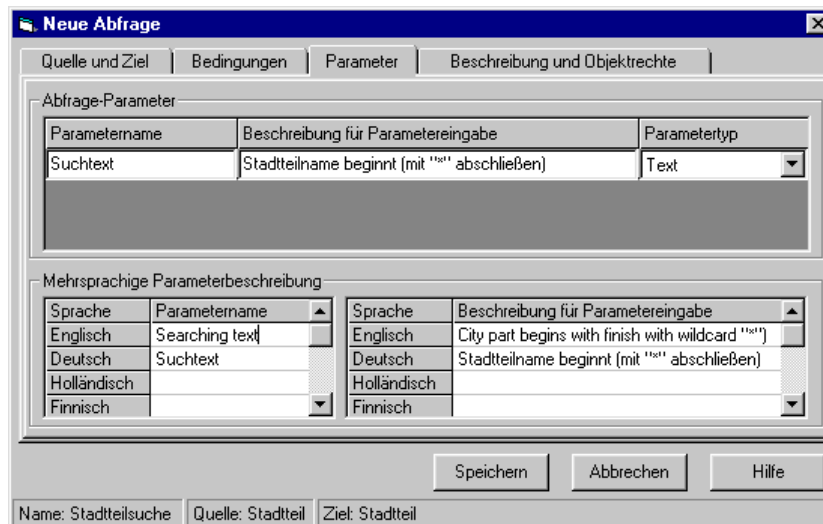 Neue Abfrage
Quelle und Ziel Bedingungen Parameter Beschreibung und Objektrechte
Abfrage-Parameter
Parametername Beschreibung für Parametereingabe Parametertyp
Suchtext Stadtteilname beginnt (mit "*" abschließen) Text
Mehrsprachige Parameterbeschreibung
Sprache Parametername Sprache Beschreibung für Parametereingabe
Englisch Searching text Englisch City part begins with finish with wildcard "*")
Deutsch Suchtext Deutsch Stadtteilname beginnt (mit "*" abschließen)
Holländisch Holländisch
Finnisch Finnisch
Speichern Abbrechen Hilfe
Name: Stadtteilsuche Quelle: Stadtteil Ziel: Stadtteil